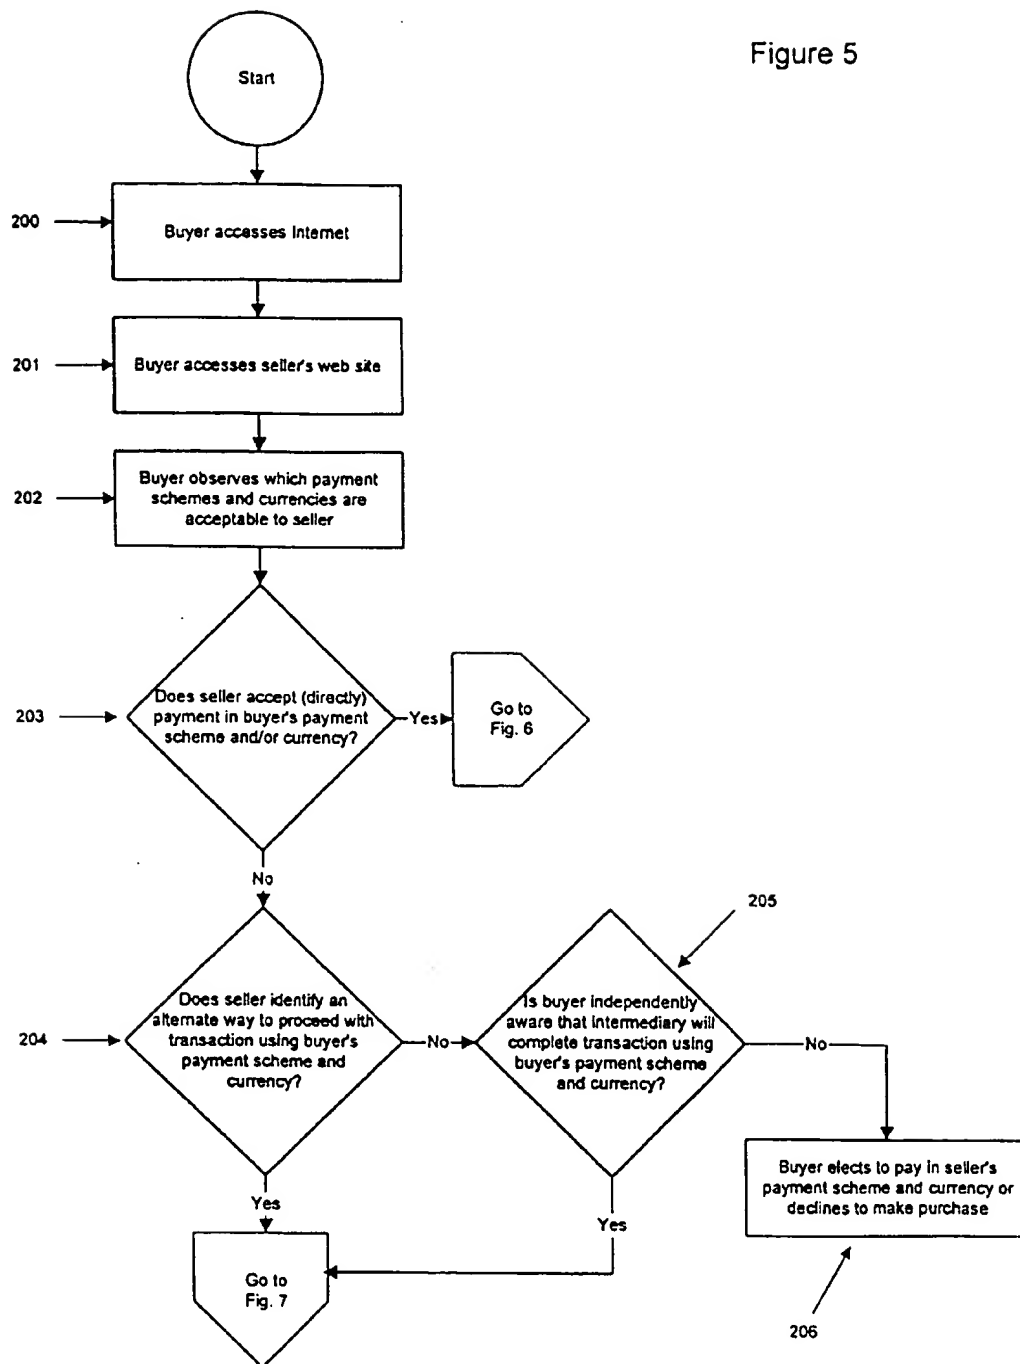 Figure 5
Start
200
Buyer accesses Internet
201
Buyer accesses seller's web site
202
Buyer observes which payment
schemes and currencies are
acceptable to seller
203
Does seller accept (directly)
payment in buyer's payment
scheme and/or currency?
Yes
Go to
Fig. 6
No
204
Does seller identify an
alternate way to proceed with
transaction using buyer's
payment scheme and
currency?
No
205
Is buyer independently
aware that intermediary will
complete transaction using
buyer's payment scheme
and currency?
No
Buyer elects to pay in seller's
payment scheme and currency or
declines to make purchase
206
Yes
Yes
Go to
Fig. 7